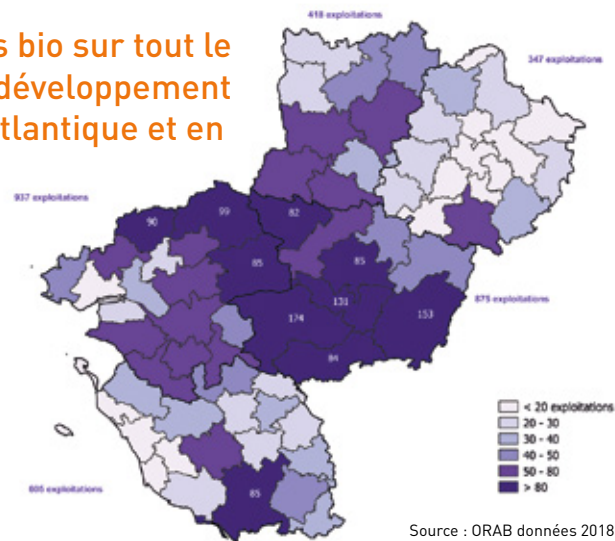 s bio sur tout le
développement
tlantique et en
418 exploitations
347 exploitations
937 exploitations
90
99
82
85
85
131
174
153
84
875 exploitations
605 exploitations
85
< 20 exploitations
20 - 30
30 - 40
40 - 50
50 - 80
> 80
Source : ORAB données 2018